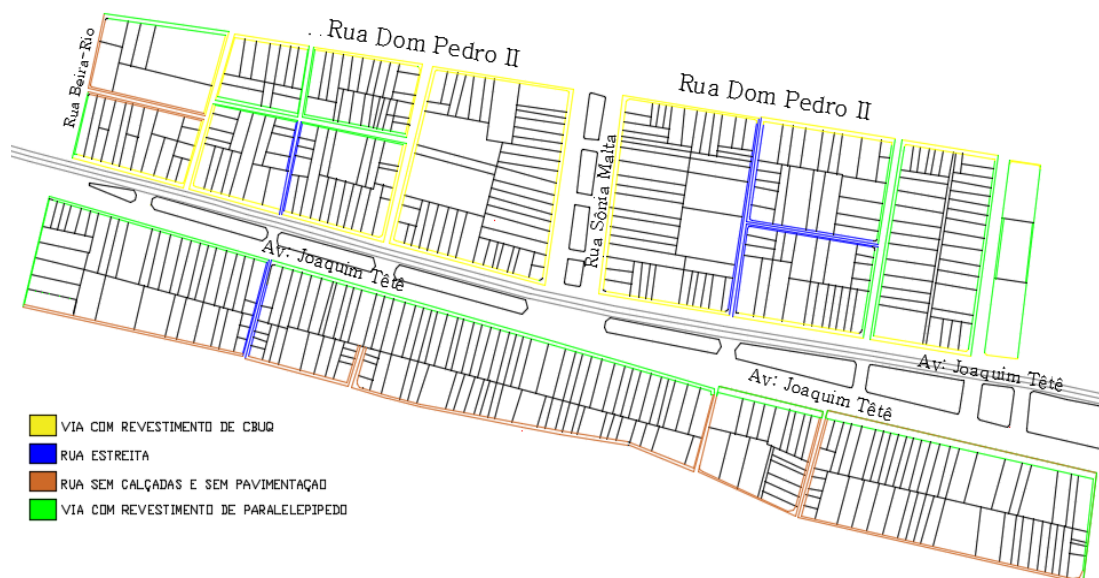 Rua Dom Pedro II
Rua Dom Pedro II
Rua Beira-Rio
Rua Sônia Malta
Av: Joaquim Têtê
Av: Joaquim Têtê
Av: Joaquim Têtê
VIA COM REVESTIMENTO DE CBUQ
RUA ESTREITA
RUA SEM CALÇADAS E SEM PAVIMENTAÇAO
VIA COM REVESTIMENTO DE PARALELEPIPEDO